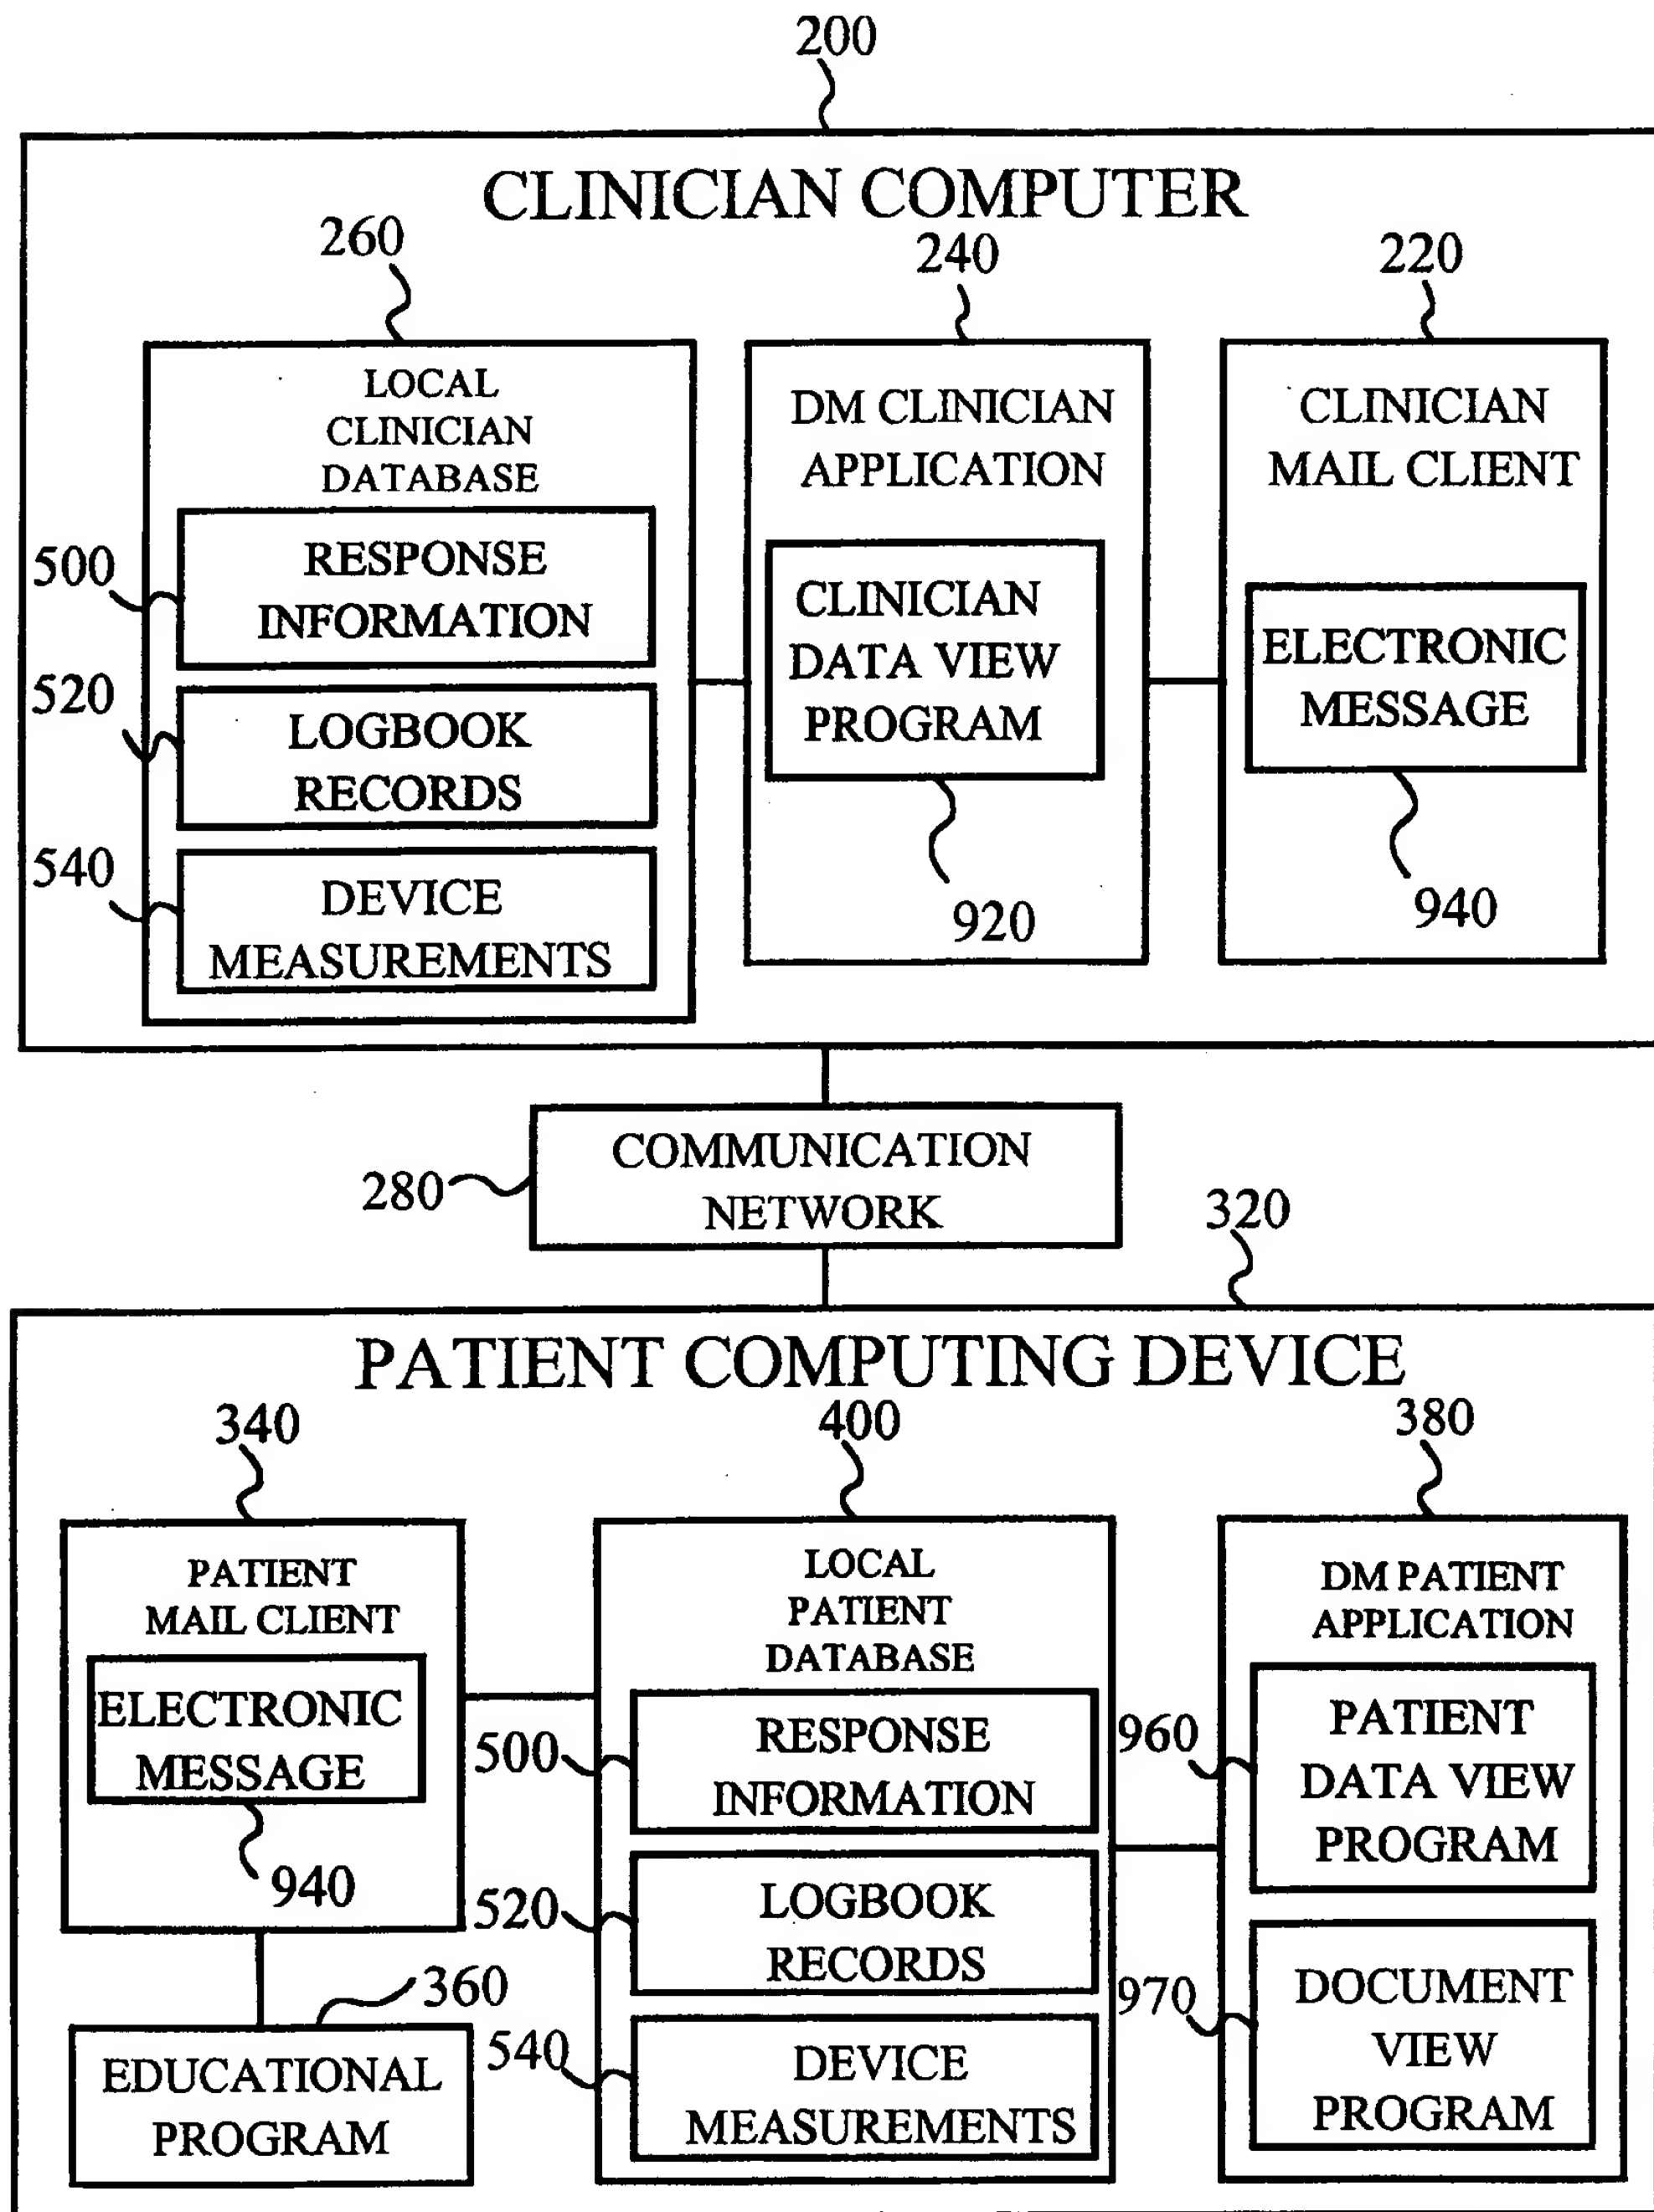 200
CLINICIAN COMPUTER
260
240
220
LOCAL
CLINICIAN
DATABASE
500
RESPONSE
INFORMATION
520
LOGBOOK
RECORDS
540
DEVICE
MEASUREMENTS
DM CLINICIAN
APPLICATION
CLINICIAN
DATA VIEW
PROGRAM
920
CLINICIAN
MAIL CLIENT
ELECTRONIC
MESSAGE
940
COMMUNICATION
NETWORK
280
320
PATIENT COMPUTING DEVICE
340
400
380
PATIENT
MAIL CLIENT
ELECTRONIC
MESSAGE
940
360
EDUCATIONAL
PROGRAM
LOCAL
PATIENT
DATABASE
500
RESPONSE
INFORMATION
520
LOGBOOK
RECORDS
540
DEVICE
MEASUREMENTS
DM PATIENT
APPLICATION
960
PATIENT
DATA VIEW
PROGRAM
970
DOCUMENT
VIEW
PROGRAM